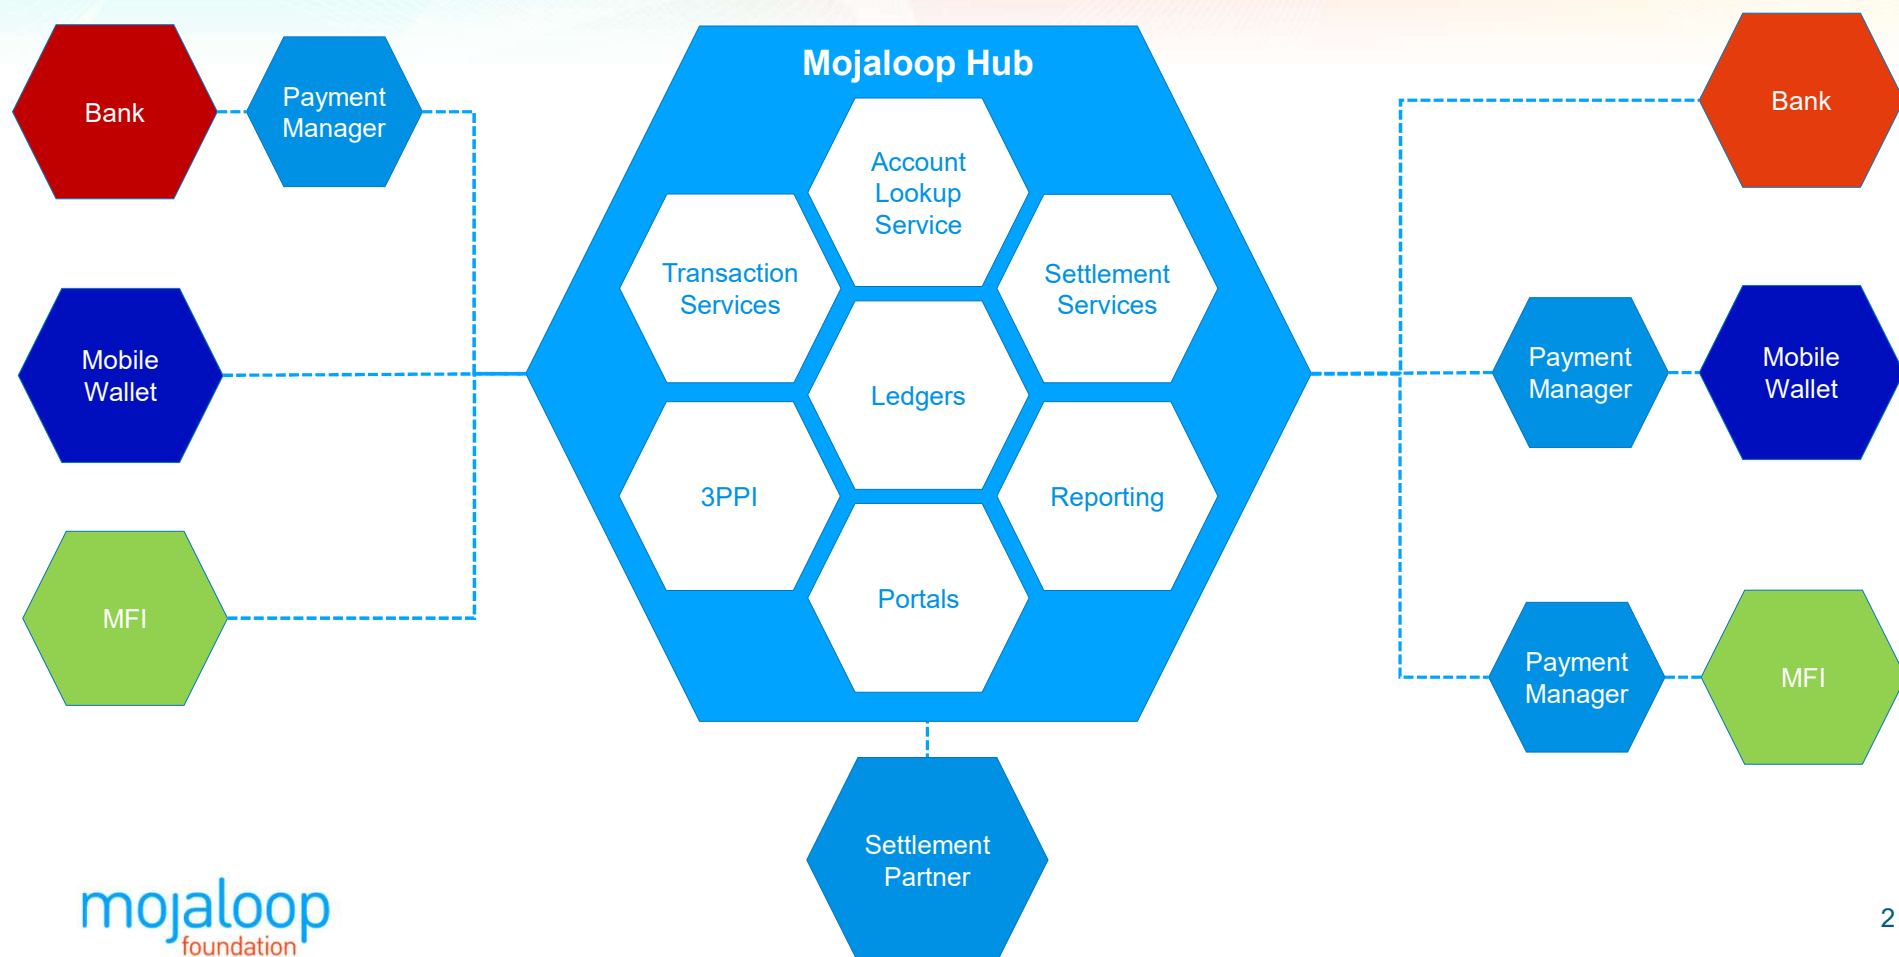 Mojaloop Hub
Bank
Payment
Manager
Mobile
Wallet
MFI
Account
Lookup
Service
Transaction
Services
Settlement
Services
Ledgers
3PPI
Reporting
Portals
Settlement
Partner
Bank
Payment
Manager
Mobile
Wallet
Payment
Manager
MFI
mojaloop
foundation
2